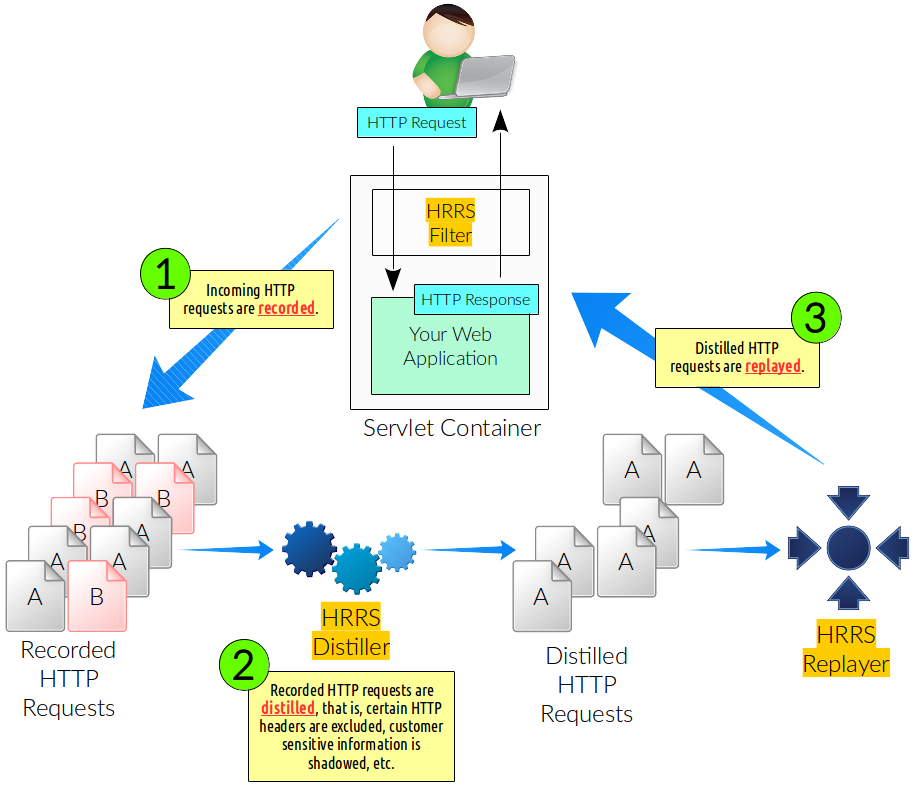 HTTP Request
HRRS
Filter
HTTP Response
Your Web
Application
Servlet Container
1
Incoming HTTP
requests are recorded.
3
Distilled HTTP
requests are replayed.
A
A
B
B
B
A
A
A
A
B
Recorded
HTTP
Requests
HRRS
Distiller
2
Recorded HTTP requests are
distilled, that is, certain HTTP
headers are excluded, customer
sensitive information is
shadowed, etc.
A
A
A
A
A
A
Distilled
HTTP
Requests
HRRS
Replayer